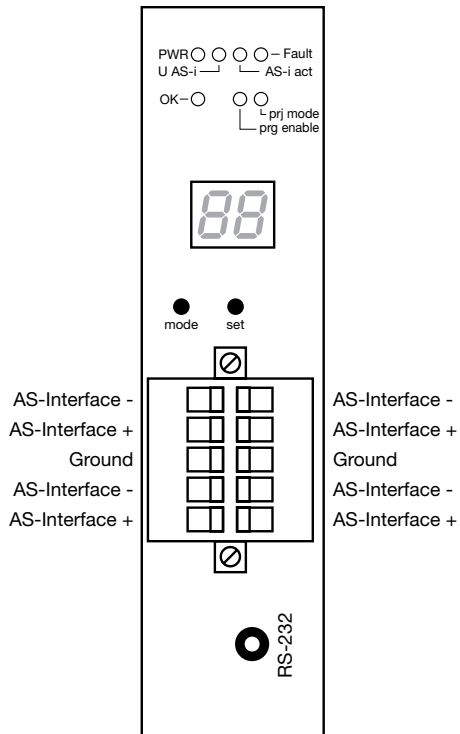 PWR Fault
U AS-i AS-i act
OK
prj mode
prg enable
88
mode set
AS-Interface - AS-Interface -
AS-Interface + AS-Interface +
Ground Ground
AS-Interface - AS-Interface -
AS-Interface + AS-Interface +
RS-232